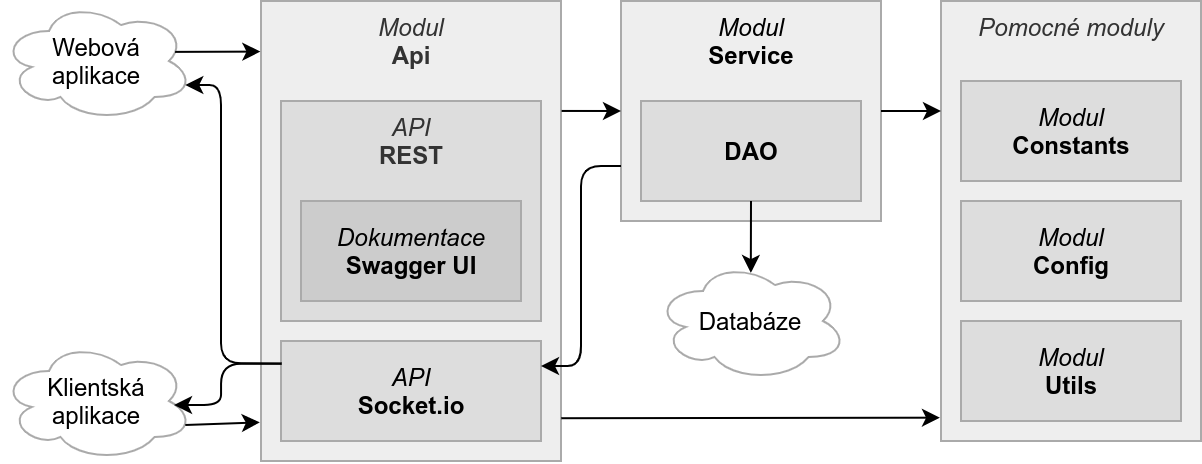 Webová
aplikace
Modul
Api
API
REST
Dokumentace
Swagger UI
API
Socket.io
Klientská
aplikace
Modul
Service
DAO
Databáze
Pomocné moduly
Modul
Constants
Modul
Config
Modul
Utils